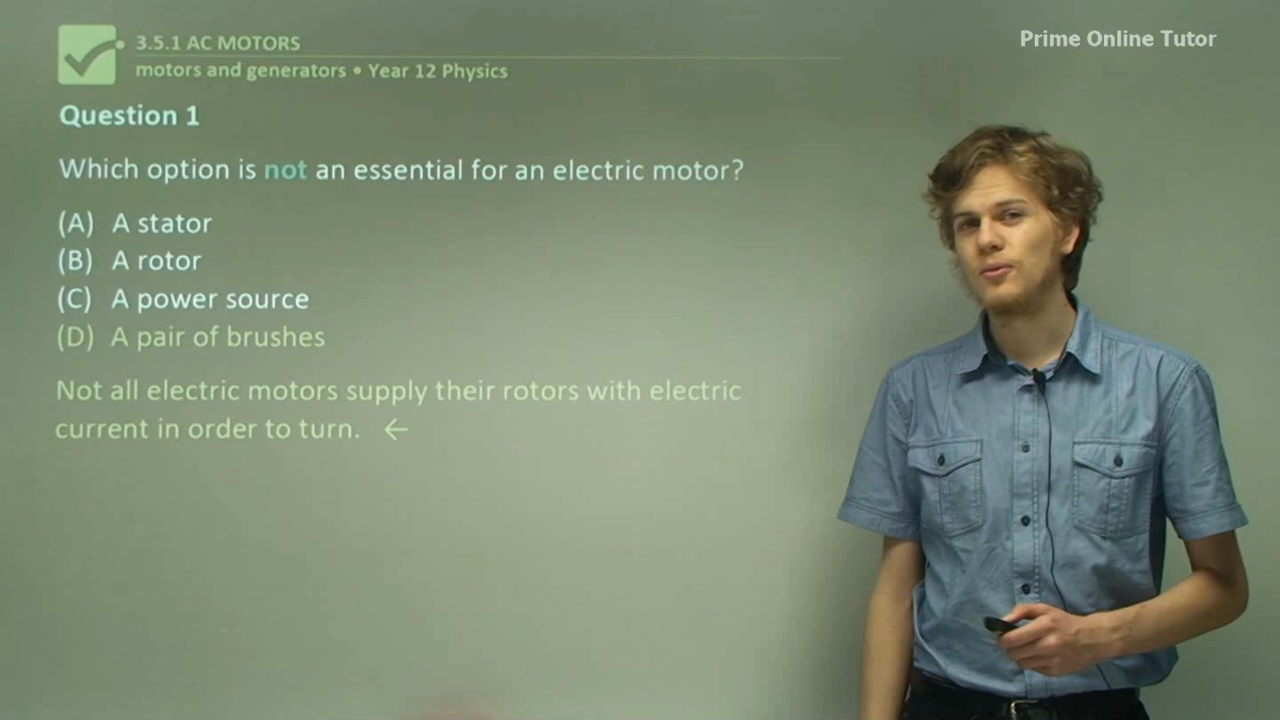 3.5.1 AC MOTORS
motors and generators • Year 12 Physics
Prime Online Tutor
Question 1
Which option is not an essential for an electric motor?
(A) A stator
(B) A rotor
(C) A power source
(D) A pair of brushes
Not all electric motors supply their rotors with electric
current in order to turn. ←